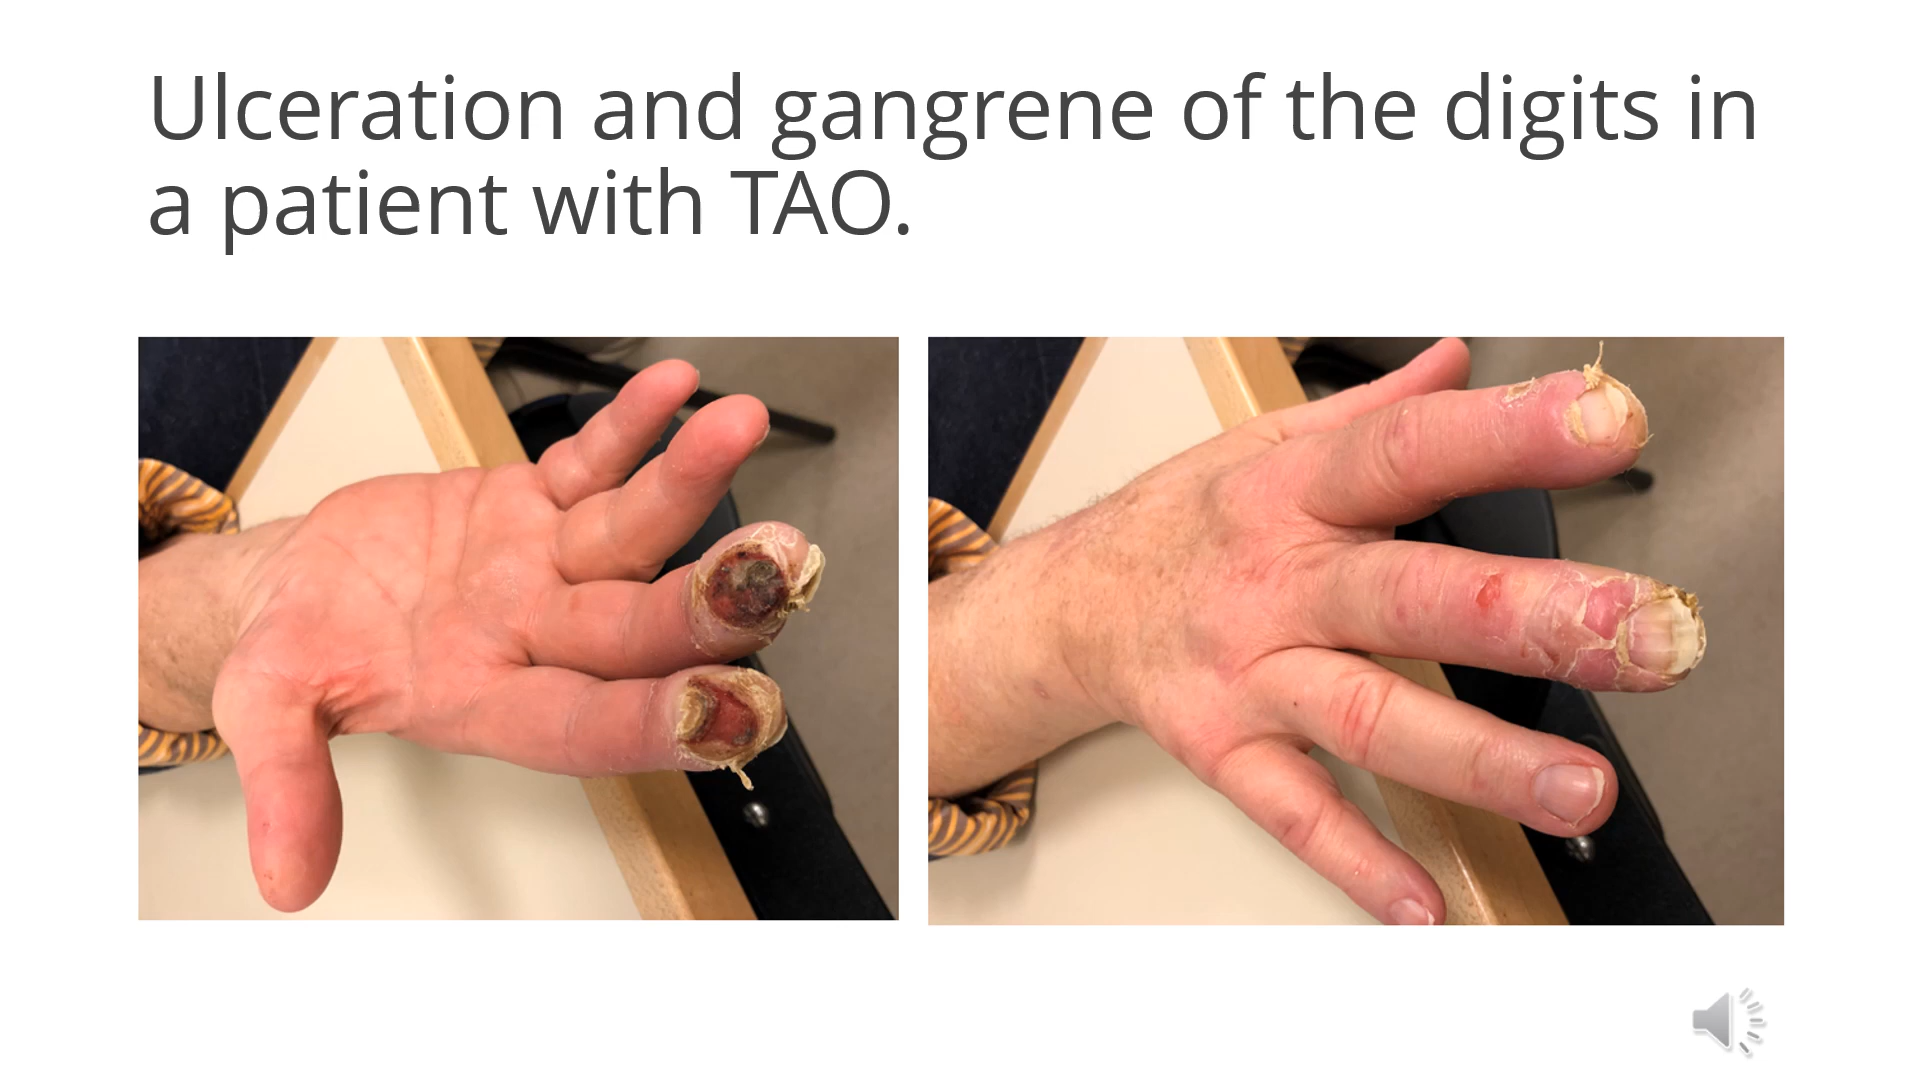 Ulceration and gangrene of the digits in
a patient with TAO.